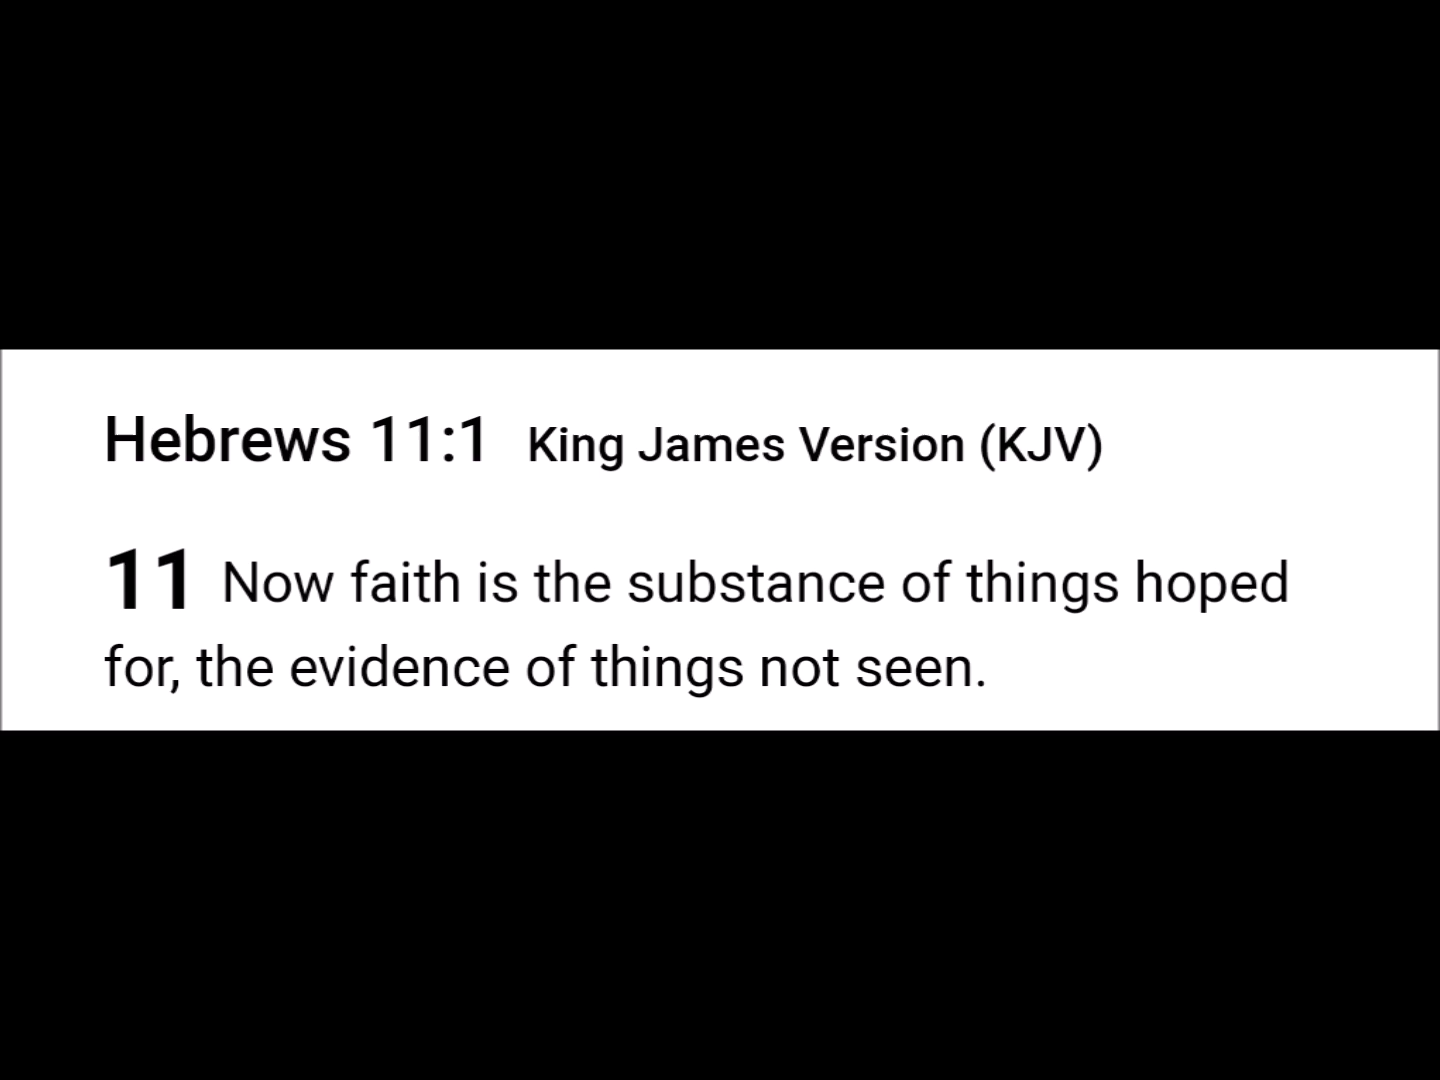 Hebrews 11:1 King James Version (KJV)
11 Now faith is the substance of things hoped
for, the evidence of things not seen.